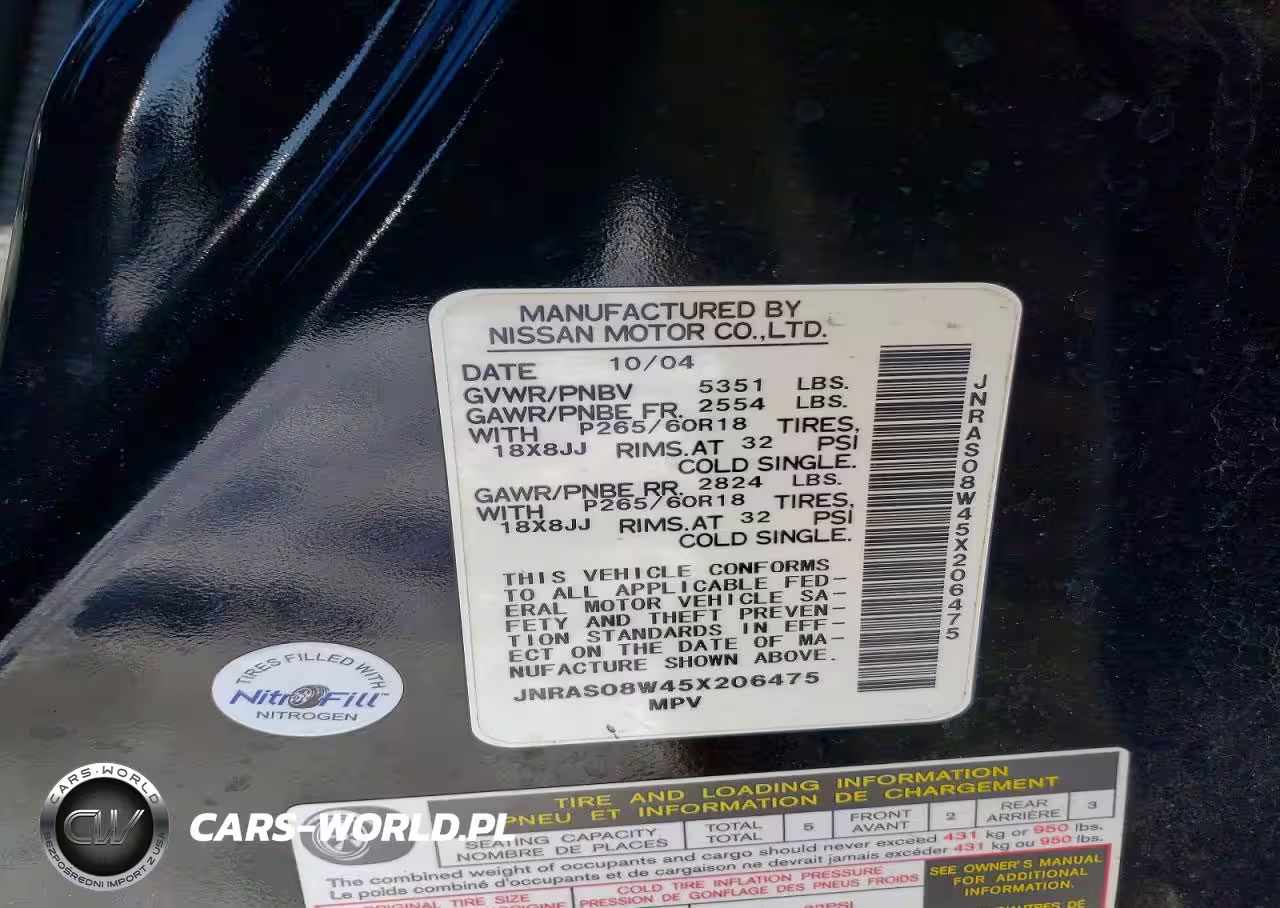 MANUFACTURED BY
NISSAN MOTOR CO.,LTD.
DATE 10/04
GVWR/PNBV 5351 LBS.
GAWR/PNBE FR. 2554 LBS.
WITH P265/60R18 TIRES,
18X8JJ RIMS.AT 32 PSI
COLD SINGLE.
GAWR/PNBE RR. 2824 LBS.
WITH P265/60R18 TIRES,
18X8JJ RIMS.AT 32 PSI
COLD SINGLE.
THIS VEHICLE CONFORMS
TO ALL APPLICABLE FED-
ERAL MOTOR VEHICLE SA-
FETY AND THEFT PREVEN-
TION STANDARDS IN EFF-
ECT ON THE DATE OF MA-
NUFACTURE SHOWN ABOVE.
JNRAS08W45X206475
MPV
JNRAS08W45X206475
TIRES FILLED WITH
NitroFill™
NITROGEN
TIRE AND LOADING INFORMATION
PNEU ET INFORMATION DE CHARGEMENT
SEATING CAPACITY
NOMBRE DE PLACES
TOTAL
TOTAL
5
FRONT
AVANT
2
REAR
ARRIÈRE
3
The combined weight of occupants and cargo should never exceed 431 kg or 950 lbs.
Le poids combiné d'occupants et de cargaison ne devrait jamais excéder 431 kg ou 950 lbs.
ORIGINAL TIRE SIZE
COLD TIRE INFLATION PRESSURE
PRESSION DE GONFLAGE DES PNEUS FROIDS
SEE OWNER'S MANUAL
FOR ADDITIONAL
INFORMATION.
CARS-WORLD
CW
BEZPOŚREDNI IMPORT Z USA
CARS-WORLD.PL